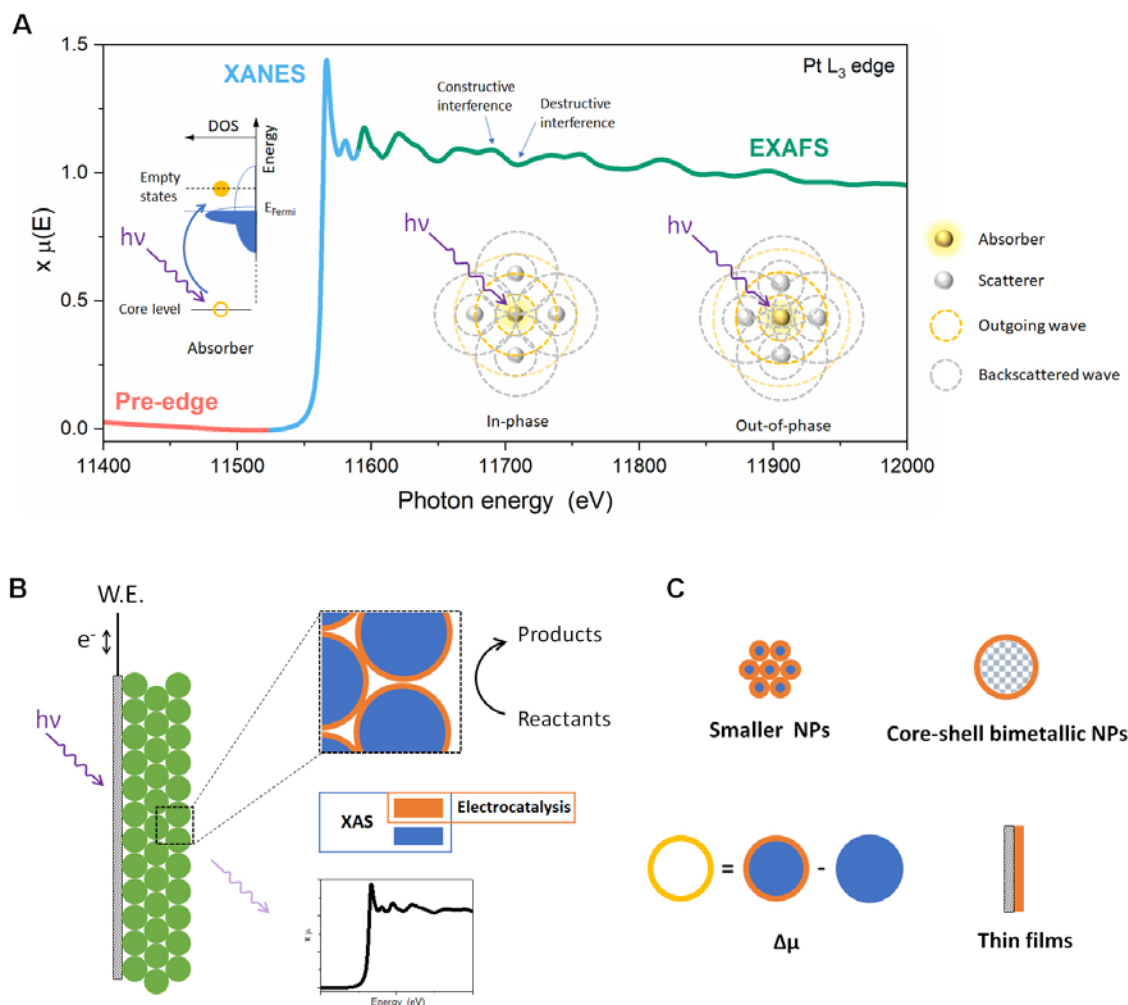 A
1.5
1.0
0.5
0.0
x μ(E)
XANES
Pt L₃ edge
DOS
Energy
Empty
states
E_Fermi
hν
Core level
Absorber
Pre-edge
Constructive
interference
Destructive
interference
EXAFS
In-phase
Out-of-phase
11400 11500 11600 11700 11800 11900 12000
Photon energy (eV)
Absorber
Scatterer
Outgoing wave
Backscattered wave
B
W.E.
e⁻
hν
Products
Reactants
XAS
Electrocatalysis
x μ
Energy (eV)
C
Smaller NPs
Core-shell bimetallic NPs
= -
Δμ
Thin films